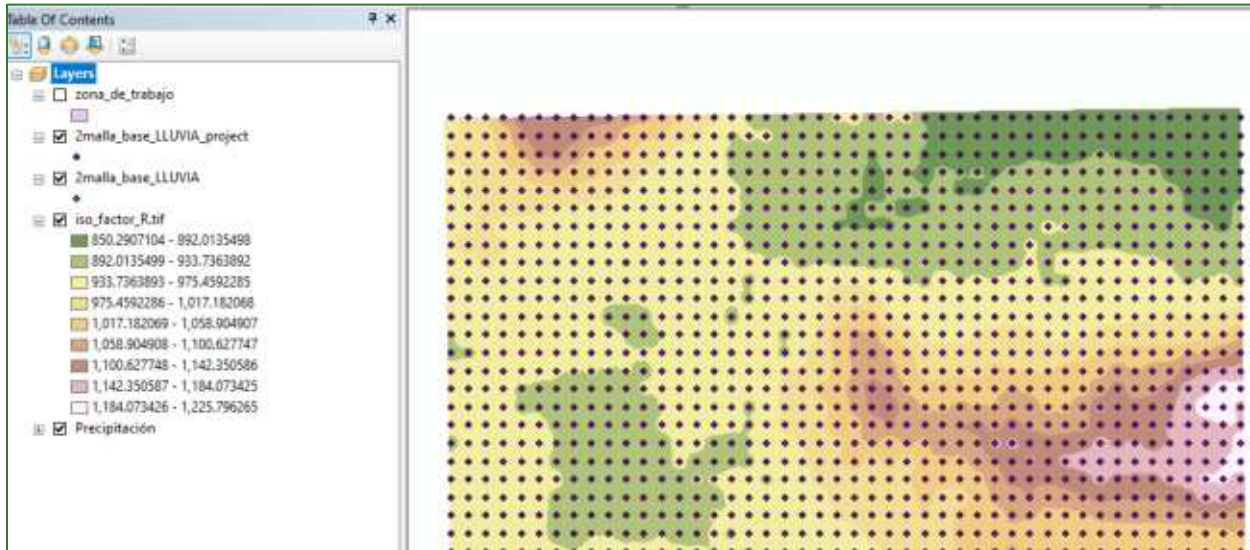 Table Of Contents
Layers
zona_de_trabajo
2malla_base_LLUVIA_project
2malla_base_LLUVIA
iso_factor_R.tif
850.2907104 - 892.0135498
892.0135499 - 933.7363892
933.7363893 - 975.4592285
975.4592286 - 1,017.182068
1,017.182069 - 1,058.904907
1,058.904908 - 1,100.627747
1,100.627748 - 1,142.350586
1,142.350587 - 1,184.073425
1,184.073426 - 1,225.796265
Precipitación